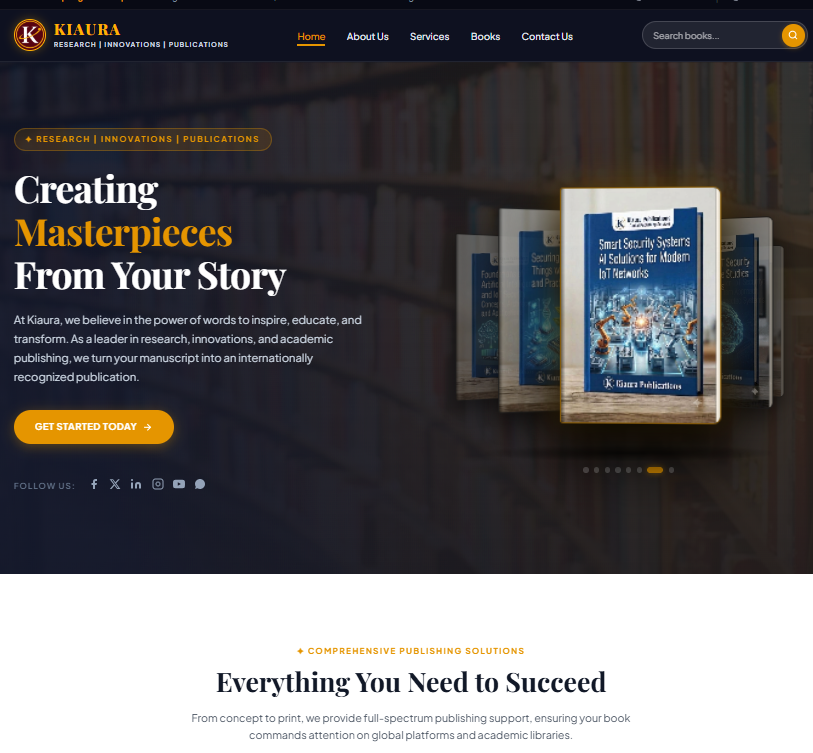 KIAURA
RESEARCH | INNOVATIONS | PUBLICATIONS
Home
About Us
Services
Books
Contact Us
Search books...
✦ RESEARCH | INNOVATIONS | PUBLICATIONS
Creating
Masterpieces
From Your Story
At Kiaura, we believe in the power of words to inspire, educate, and
transform. As a leader in research, innovations, and academic
publishing, we turn your manuscript into an internationally
recognized publication.
GET STARTED TODAY →
FOLLOW US:
Kiaura Publications
Smart Security Systems
AI Solutions for Modern
IoT Networks
Kiaura Publications
Securing
✦ COMPREHENSIVE PUBLISHING SOLUTIONS
Everything You Need to Succeed
From concept to print, we provide full-spectrum publishing support, ensuring your book
commands attention on global platforms and academic libraries.